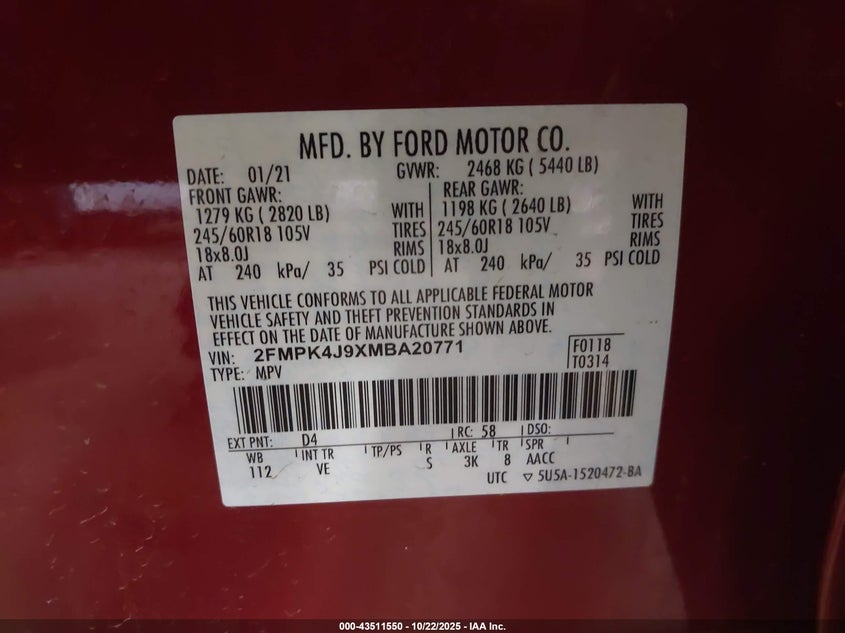 MFD. BY FORD MOTOR CO.
DATE: 01/21 GVWR: 2468 KG ( 5440 LB)
FRONT GAWR: REAR GAWR:
1279 KG ( 2820 LB) WITH 1198 KG ( 2640 LB) WITH
245/60R18 105V TIRES 245/60R18 105V TIRES
18x8.0J RIMS 18x8.0J RIMS
AT 240 kPa/ 35 PSI COLD AT 240 kPa/ 35 PSI COLD
THIS VEHICLE CONFORMS TO ALL APPLICABLE FEDERAL MOTOR
VEHICLE SAFETY AND THEFT PREVENTION STANDARDS IN
EFFECT ON THE DATE OF MANUFACTURE SHOWN ABOVE.
VIN: 2FMPK4J9XMBA20771 F0118
TYPE: MPV T0314
EXT PNT: D4 RC: 58 DSO:
WB INT TR TP/PS R AXLE TR SPR
112 VE S 3K 8 AACC
UTC ▽ 5U5A-1520472-BA
000-43511550 - 10/22/2025 - IAA Inc.